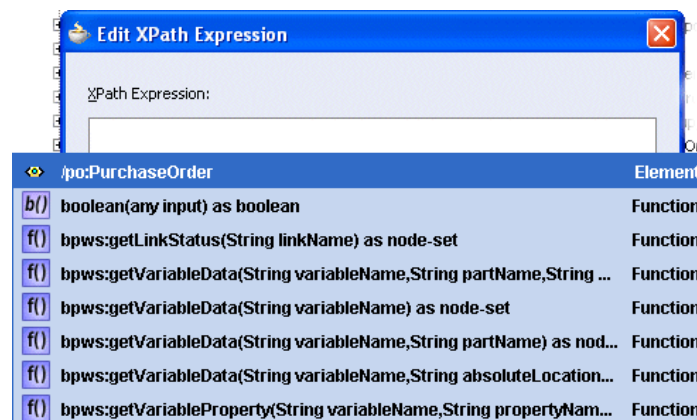 Edit XPath Expression
XPath Expression:
/po:PurchaseOrder Element
b() boolean(any input) as boolean Function
f() bpws:getLinkStatus(String linkName) as node-set Function
f() bpws:getVariableData(String variableName,String partName,String ... Function
f() bpws:getVariableData(String variableName) as node-set Function
f() bpws:getVariableData(String variableName,String partName) as nod... Function
f() bpws:getVariableData(String variableName,String absoluteLocation... Function
f() bpws:getVariableProperty(String variableName,String propertyNam... Function